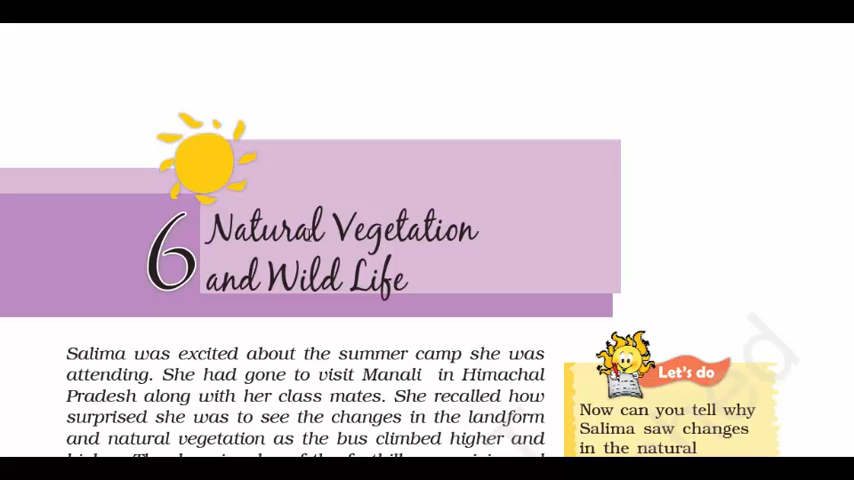 6 Natural Vegetation
and Wild Life
Salima was excited about the summer camp she was
attending. She had gone to visit Manali in Himachal
Pradesh along with her class mates. She recalled how
surprised she was to see the changes in the landform
and natural vegetation as the bus climbed higher and
Let's do
Now can you tell why
Salima saw changes
in the natural